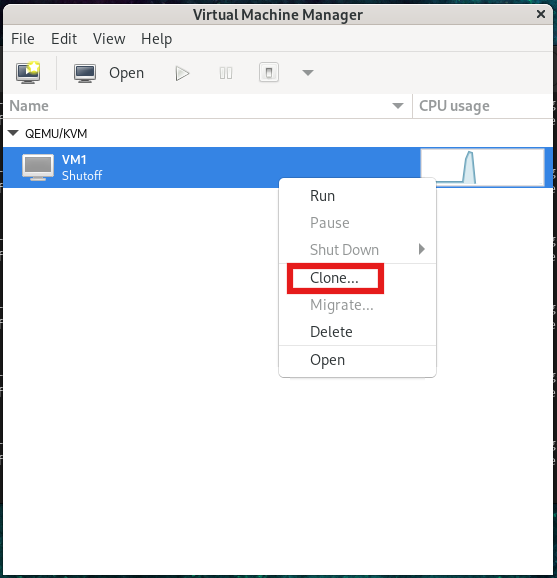 Virtual Machine Manager
File Edit View Help
Open
Name CPU usage
QEMU/KVM
VM1
Shutoff
Run
Pause
Shut Down
Clone...
Migrate...
Delete
Open